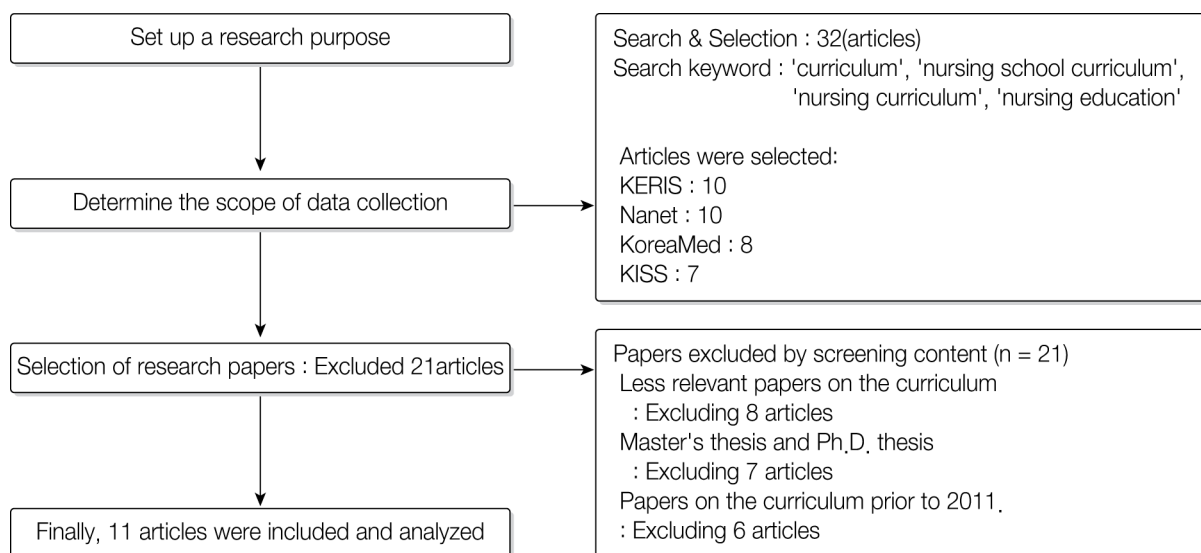 Set up a research purpose
Search & Selection : 32(articles)
Search keyword : 'curriculum', 'nursing school curriculum',
'nursing curriculum', 'nursing education'
Articles were selected:
KERIS : 10
Nanet : 10
KoreaMed : 8
KISS : 7
Determine the scope of data collection
Selection of research papers : Excluded 21articles
Papers excluded by screening content (n = 21)
Less relevant papers on the curriculum
: Excluding 8 articles
Master's thesis and Ph.D. thesis
: Excluding 7 articles
Papers on the curriculum prior to 2011.
: Excluding 6 articles
Finally, 11 articles were included and analyzed